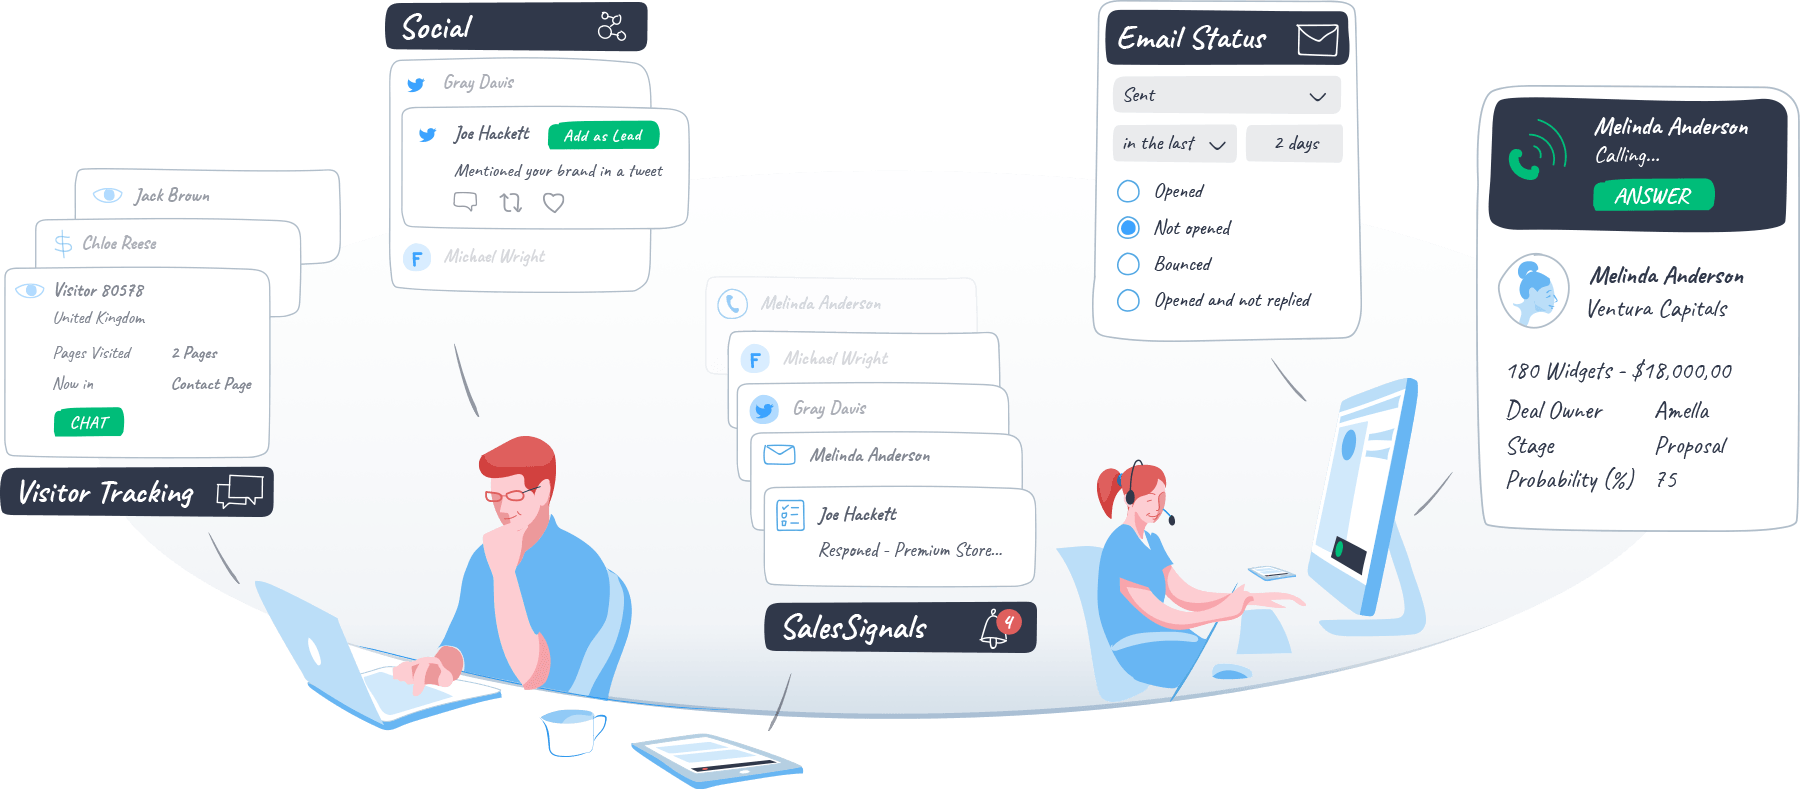 Social
Gray Davis
Joe Hackett
Add as Lead
Mentioned your brand in a tweet
F
Michael Wright
Jack Brown
$
Chloe Reese
Visitor 80578
United Kingdom
Pages Visited 2 Pages
Now in Contact Page
CHAT
Visitor Tracking
Melinda Anderson
F
Michael Wright
Gray Davis
Melinda Anderson
Joe Hackett
Responed - Premium Store...
SalesSignals
4
Email Status
Sent
in the last
2 days
Opened
Not opened
Bounced
Opened and not replied
Melinda Anderson
Calling...
ANSWER
Melinda Anderson
Ventura Capitals
180 Widgets - $18,000,00
Deal Owner Amella
Stage Proposal
Probability (%) 75